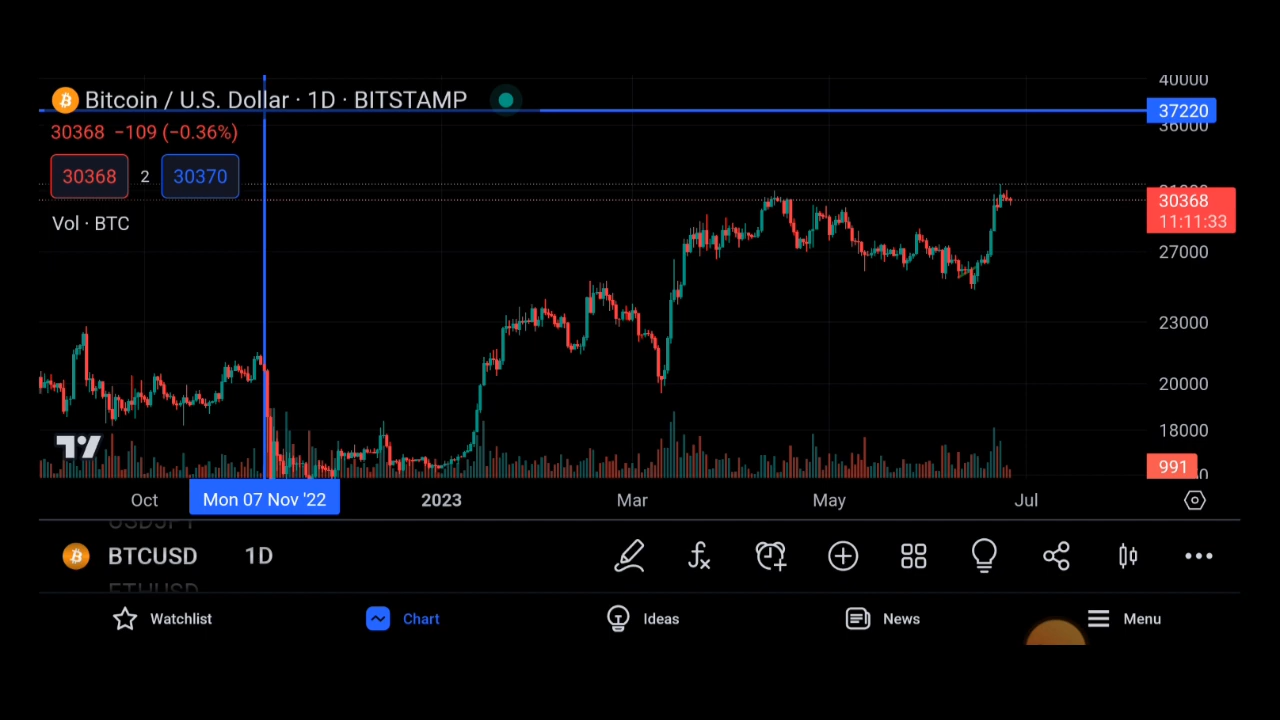 40000
Bitcoin / U.S. Dollar · 1D · BITSTAMP
37220
36000
30368 −109 (−0.36%)
30368 2 30370
30368
11:11:33
Vol · BTC
27000
23000
20000
18000
991
Oct Mon 07 Nov '22 2023 Mar May Jul
USDJPY
BTCUSD 1D
ETHUSD
Watchlist Chart Ideas News Menu